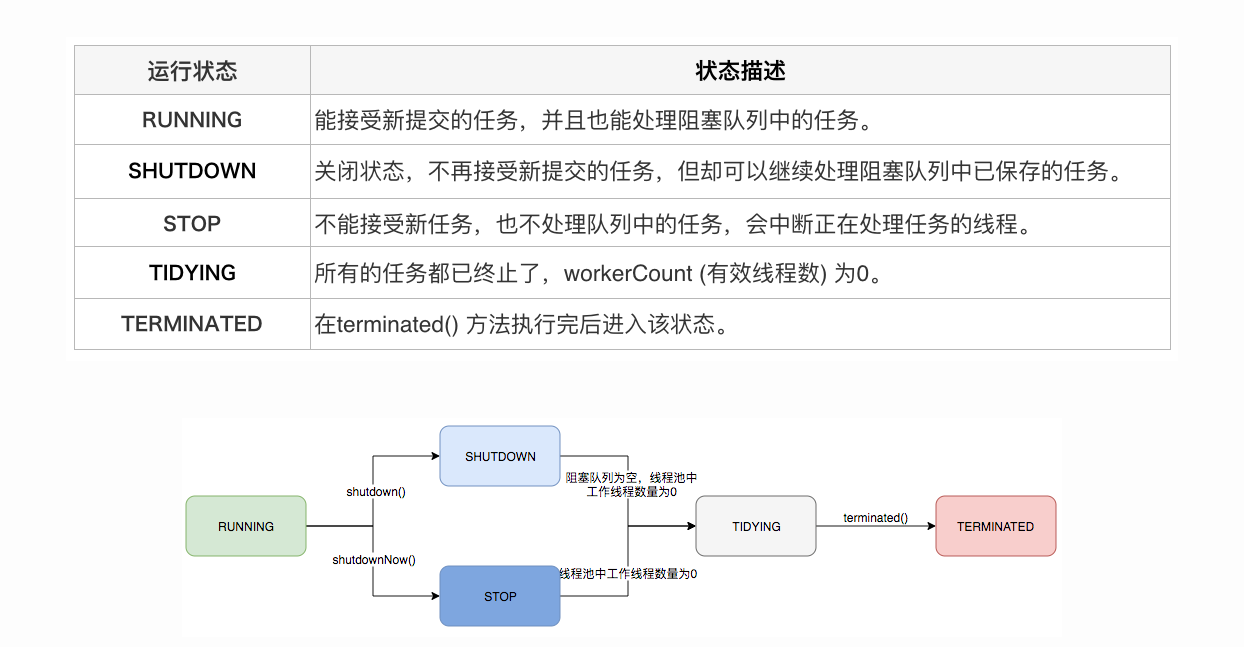 运行状态 状态描述
RUNNING 能接受新提交的任务，并且也能处理阻塞队列中的任务。
SHUTDOWN 关闭状态，不再接受新提交的任务，但却可以继续处理阻塞队列中已保存的任务。
STOP 不能接受新任务，也不处理队列中的任务，会中断正在处理任务的线程。
TIDYING 所有的任务都已终止了，workerCount (有效线程数) 为0。
TERMINATED 在terminated() 方法执行完后进入该状态。
SHUTDOWN
阻塞队列为空，线程池中
工作线程数量为0
shutdown()
RUNNING
TIDYING
terminated()
TERMINATED
shutdownNow()
线程池中工作线程数量为0
STOP